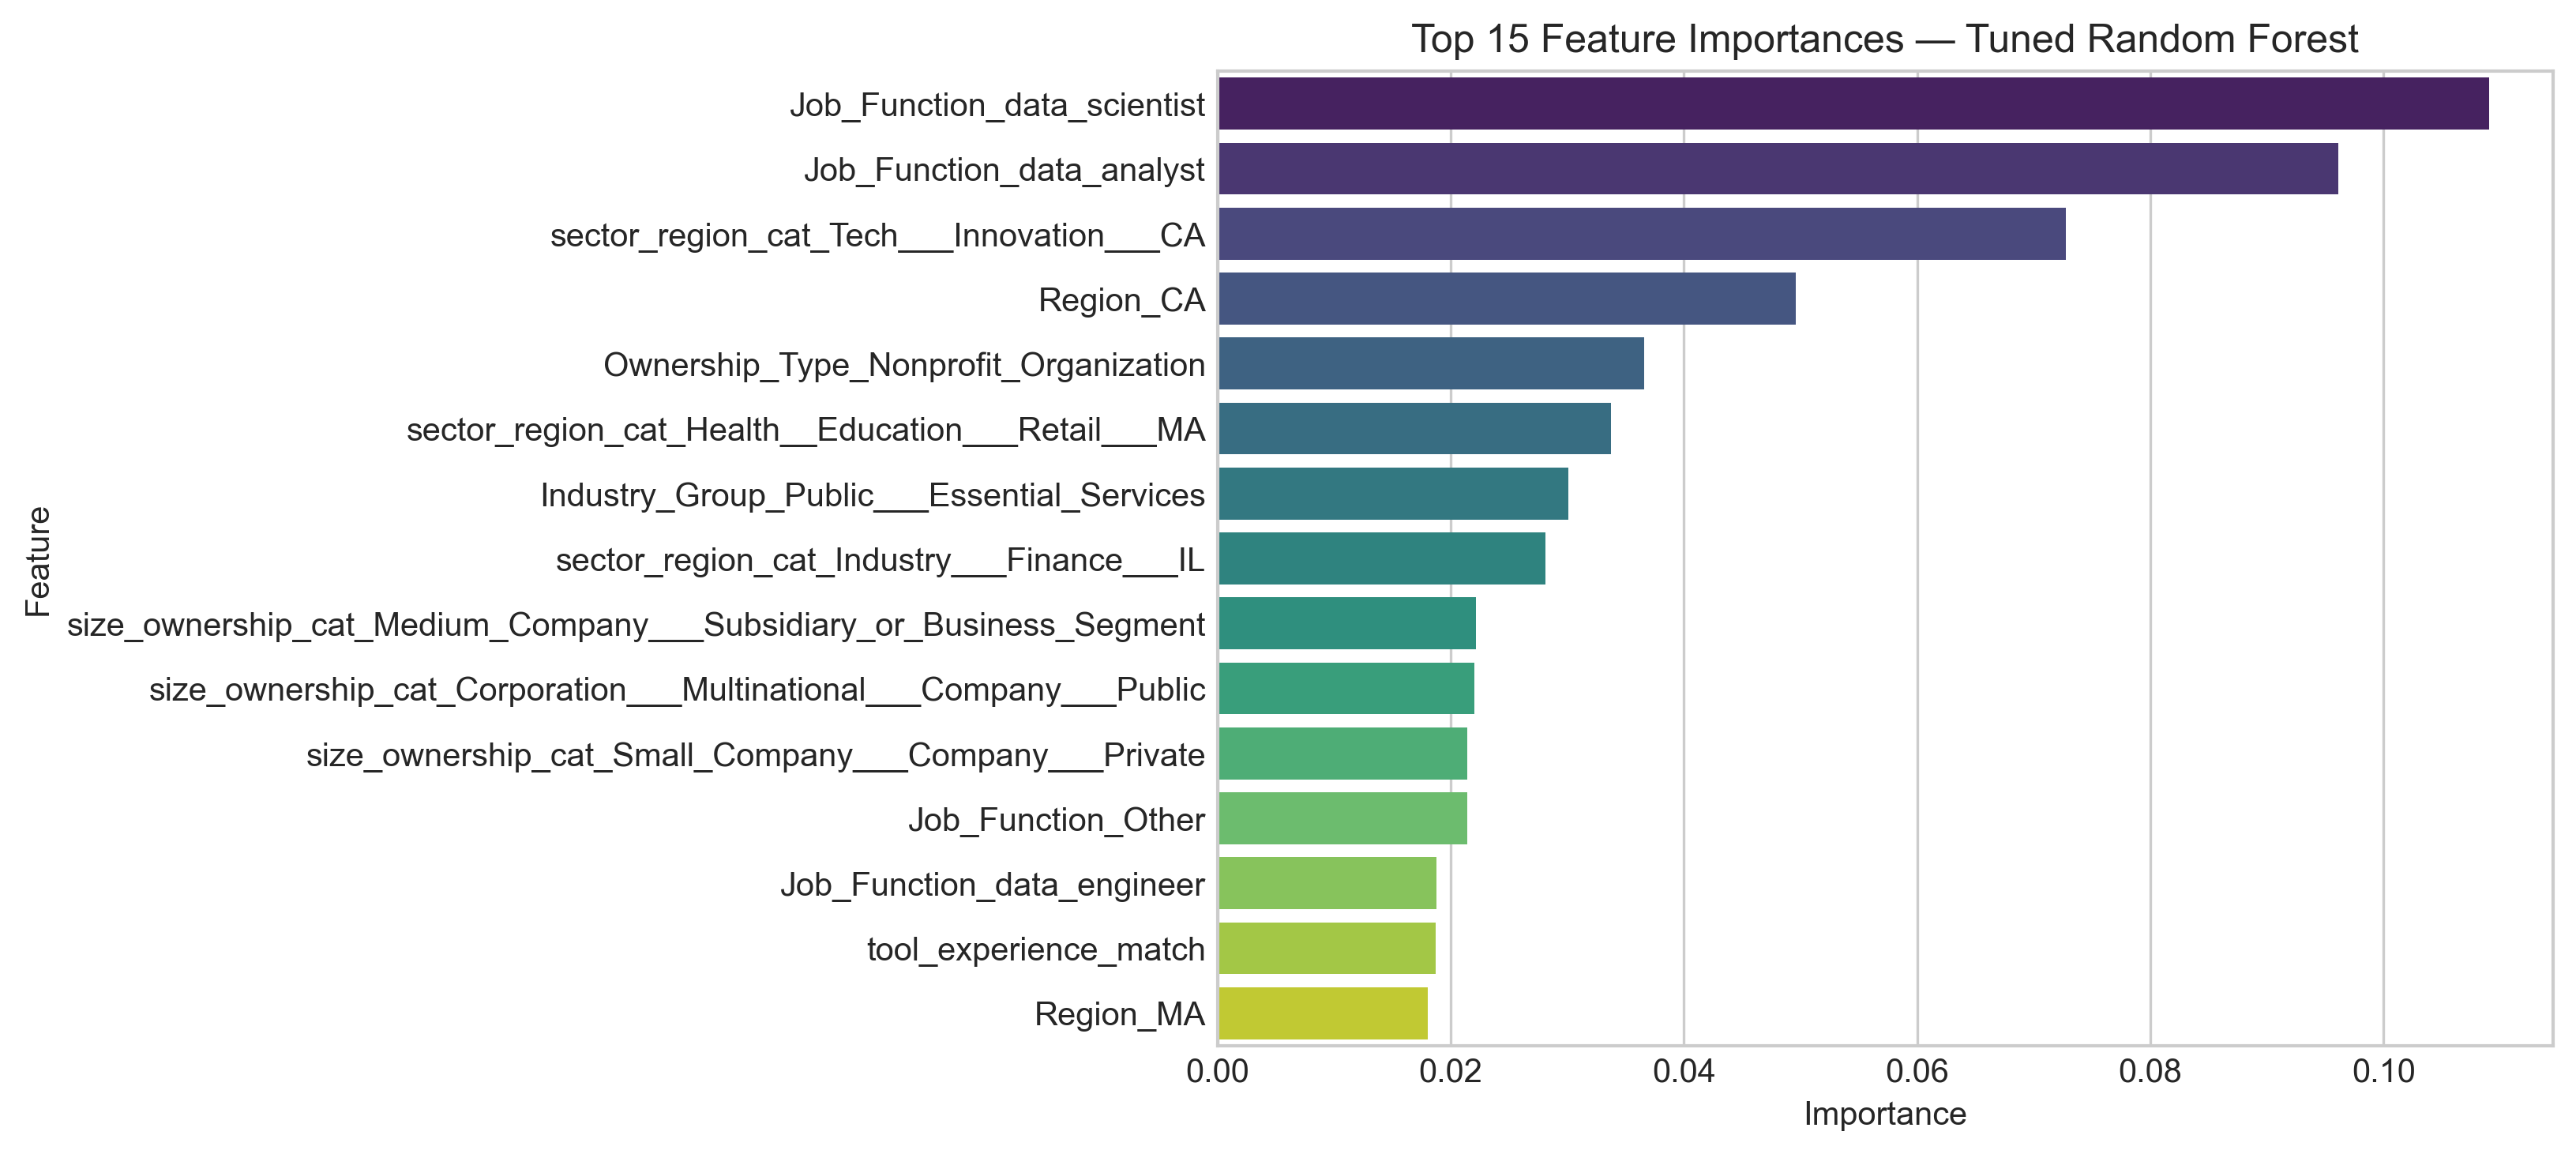 Top 15 Feature Importances — Tuned Random Forest
Feature
Job_Function_data_scientist
Job_Function_data_analyst
sector_region_cat_Tech___Innovation___CA
Region_CA
Ownership_Type_Nonprofit_Organization
sector_region_cat_Health__Education___Retail___MA
Industry_Group_Public___Essential_Services
sector_region_cat_Industry___Finance___IL
size_ownership_cat_Medium_Company___Subsidiary_or_Business_Segment
size_ownership_cat_Corporation___Multinational___Company___Public
size_ownership_cat_Small_Company___Company___Private
Job_Function_Other
Job_Function_data_engineer
tool_experience_match
Region_MA
0.00 0.02 0.04 0.06 0.08 0.10
Importance